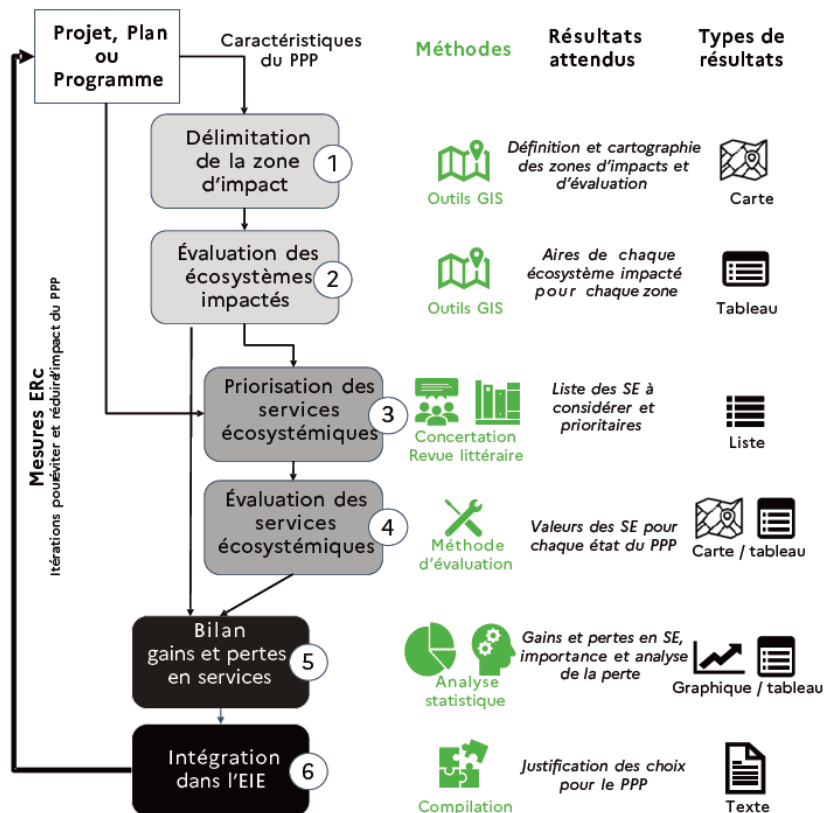 Projet, Plan
ou
Programme
Caractéristiques
du PPP
Méthodes
Résultats
attendus
Types de
résultats
Délimitation
de la zone
d'impact
1
Outils GIS
Définition et cartographie
des zones d'impacts et
d'évaluation
Carte
Évaluation des
écosystèmes
impactés
2
Outils GIS
Aires de chaque
écosystème impacté
pour chaque zone
Tableau
Priorisation des
services
écosystémiques
3
Concertation
Revue littéraire
Liste des SE à
considérer et
prioritaires
Liste
Évaluation des
services
écosystémiques
4
Méthode
d'évaluation
Valeurs des SE pour
chaque état du PPP
Carte / tableau
Bilan
gains et pertes
en services
5
Analyse
statistique
Gains et pertes en SE,
importance et analyse
de la perte
Graphique / tableau
Intégration
dans l'EIE
6
Compilation
Justification des choix
pour le PPP
Texte
Mesures ERc
Itérations pouréviter et réduirel'impact du PPP